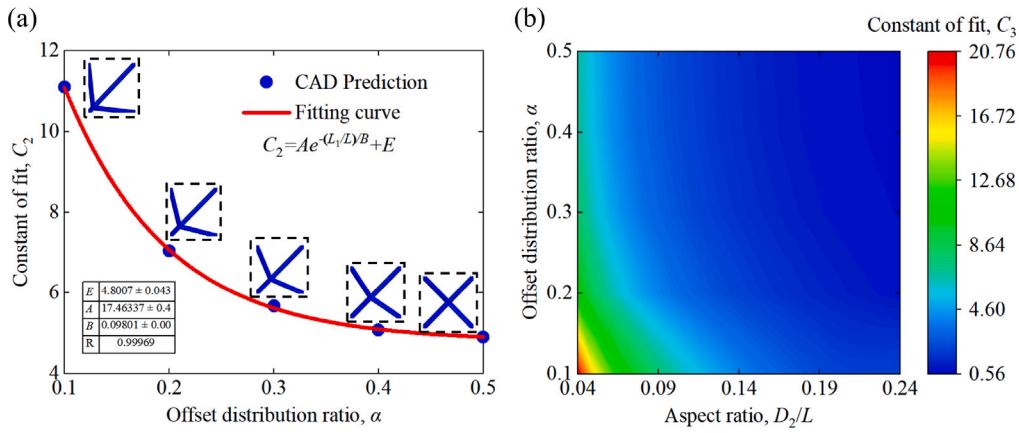 (a)
12
10
8
6
4
Constant of fit, C₂
CAD Prediction
Fitting curve
C₂=Ae^-(L₁/L)/B+E
E 4.8007 ± 0.043
A 17.46337 ± 0.4
B 0.09801 ± 0.00
R 0.99969
0.1 0.2 0.3 0.4 0.5
Offset distribution ratio, α
(b)
Constant of fit, C₃
0.5
0.4
0.3
0.2
0.1
Offset distribution ratio, α
0.04 0.09 0.14 0.19 0.24
Aspect ratio, D₂/L
20.76
16.72
12.68
8.64
4.60
0.56